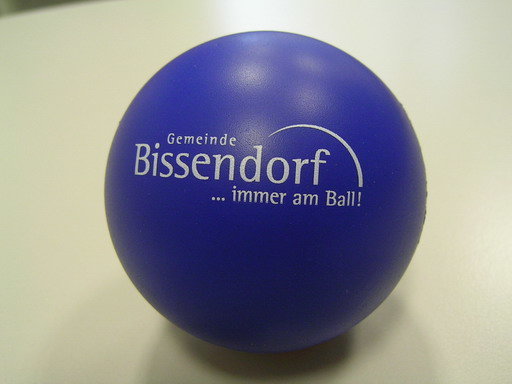 Gemeinde
Bissendorf
... immer am Ball!